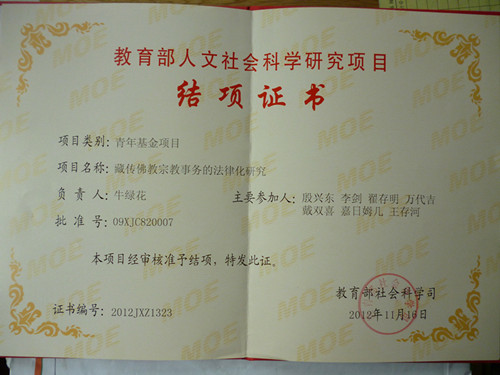 教育部人文社会科学研究项目
结项证书
项目类别：青年基金项目
项目名称：藏传佛教宗教事务的法律化研究
负责人：牛绿花 主要参加人：殷兴东 李剑 翟存明 万代吉
戴双喜 嘉日姆几 王存河
批准号：09XJC820007
本项目经审核准予结项，特发此证。
证书编号：2012JXZ1323
教育部社会科学司
2012年11月16日
MOE